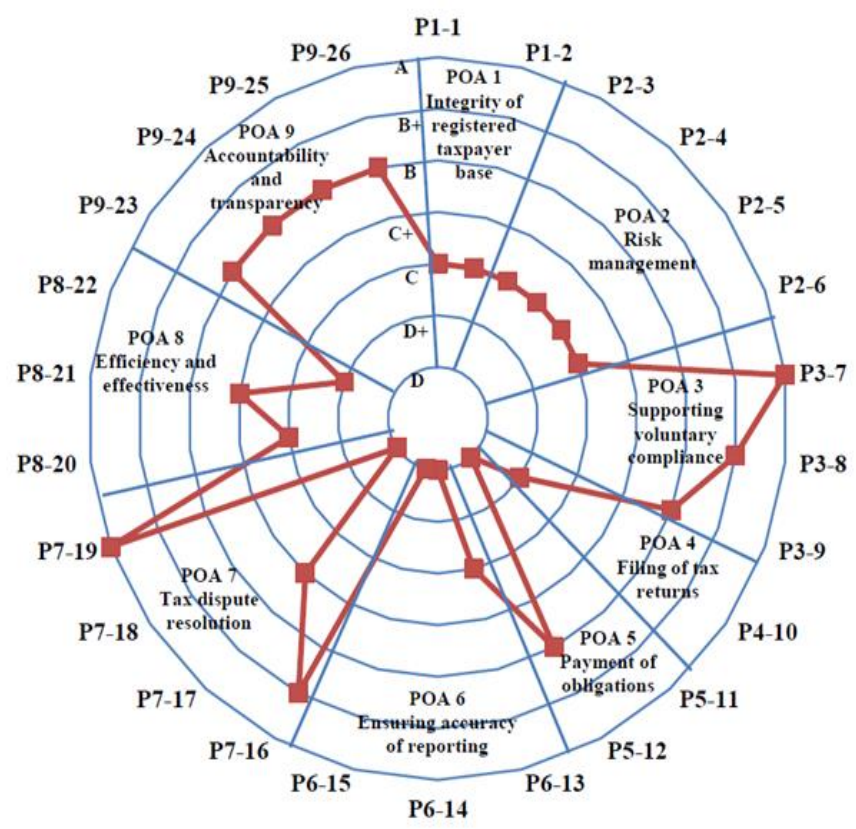 P1-1
P1-2
P2-3
P2-4
P2-5
P2-6
P3-7
P3-8
P3-9
P4-10
P5-11
P5-12
P6-13
P6-14
P6-15
P7-16
P7-17
P7-18
P7-19
P8-20
P8-21
P8-22
P9-23
P9-24
P9-25
P9-26
A
B+
B
C+
C
D+
D
POA 1
Integrity of
registered
taxpayer
base
POA 2
Risk
management
POA 3
Supporting
voluntary
compliance
POA 4
Filing of tax
returns
POA 5
Payment of
obligations
POA 6
Ensuring accuracy
of reporting
POA 7
Tax dispute
resolution
POA 8
Efficiency and
effectiveness
POA 9
Accountability
and
transparency